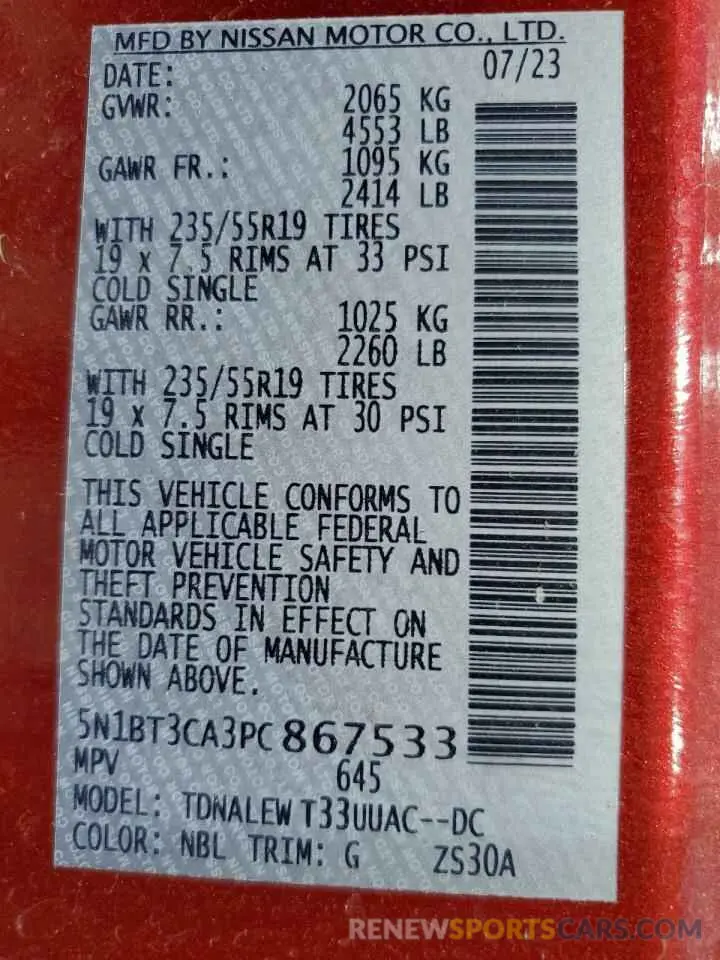 MFD BY NISSAN MOTOR CO., LTD.
DATE: 07/23
GVWR: 2065 KG
4553 LB
GAWR FR.: 1095 KG
2414 LB
WITH 235/55R19 TIRES
19 x 7.5 RIMS AT 33 PSI
COLD SINGLE
GAWR RR.: 1025 KG
2260 LB
WITH 235/55R19 TIRES
19 x 7.5 RIMS AT 30 PSI
COLD SINGLE
THIS VEHICLE CONFORMS TO
ALL APPLICABLE FEDERAL
MOTOR VEHICLE SAFETY AND
THEFT PREVENTION
STANDARDS IN EFFECT ON
THE DATE OF MANUFACTURE
SHOWN ABOVE.
5N1BT3CA3PC 867533
MPV 645
MODEL: TDNALEW T33UUAC--DC
COLOR: NBL TRIM: G ZS30A
RENEWSPORTSCARS.COM